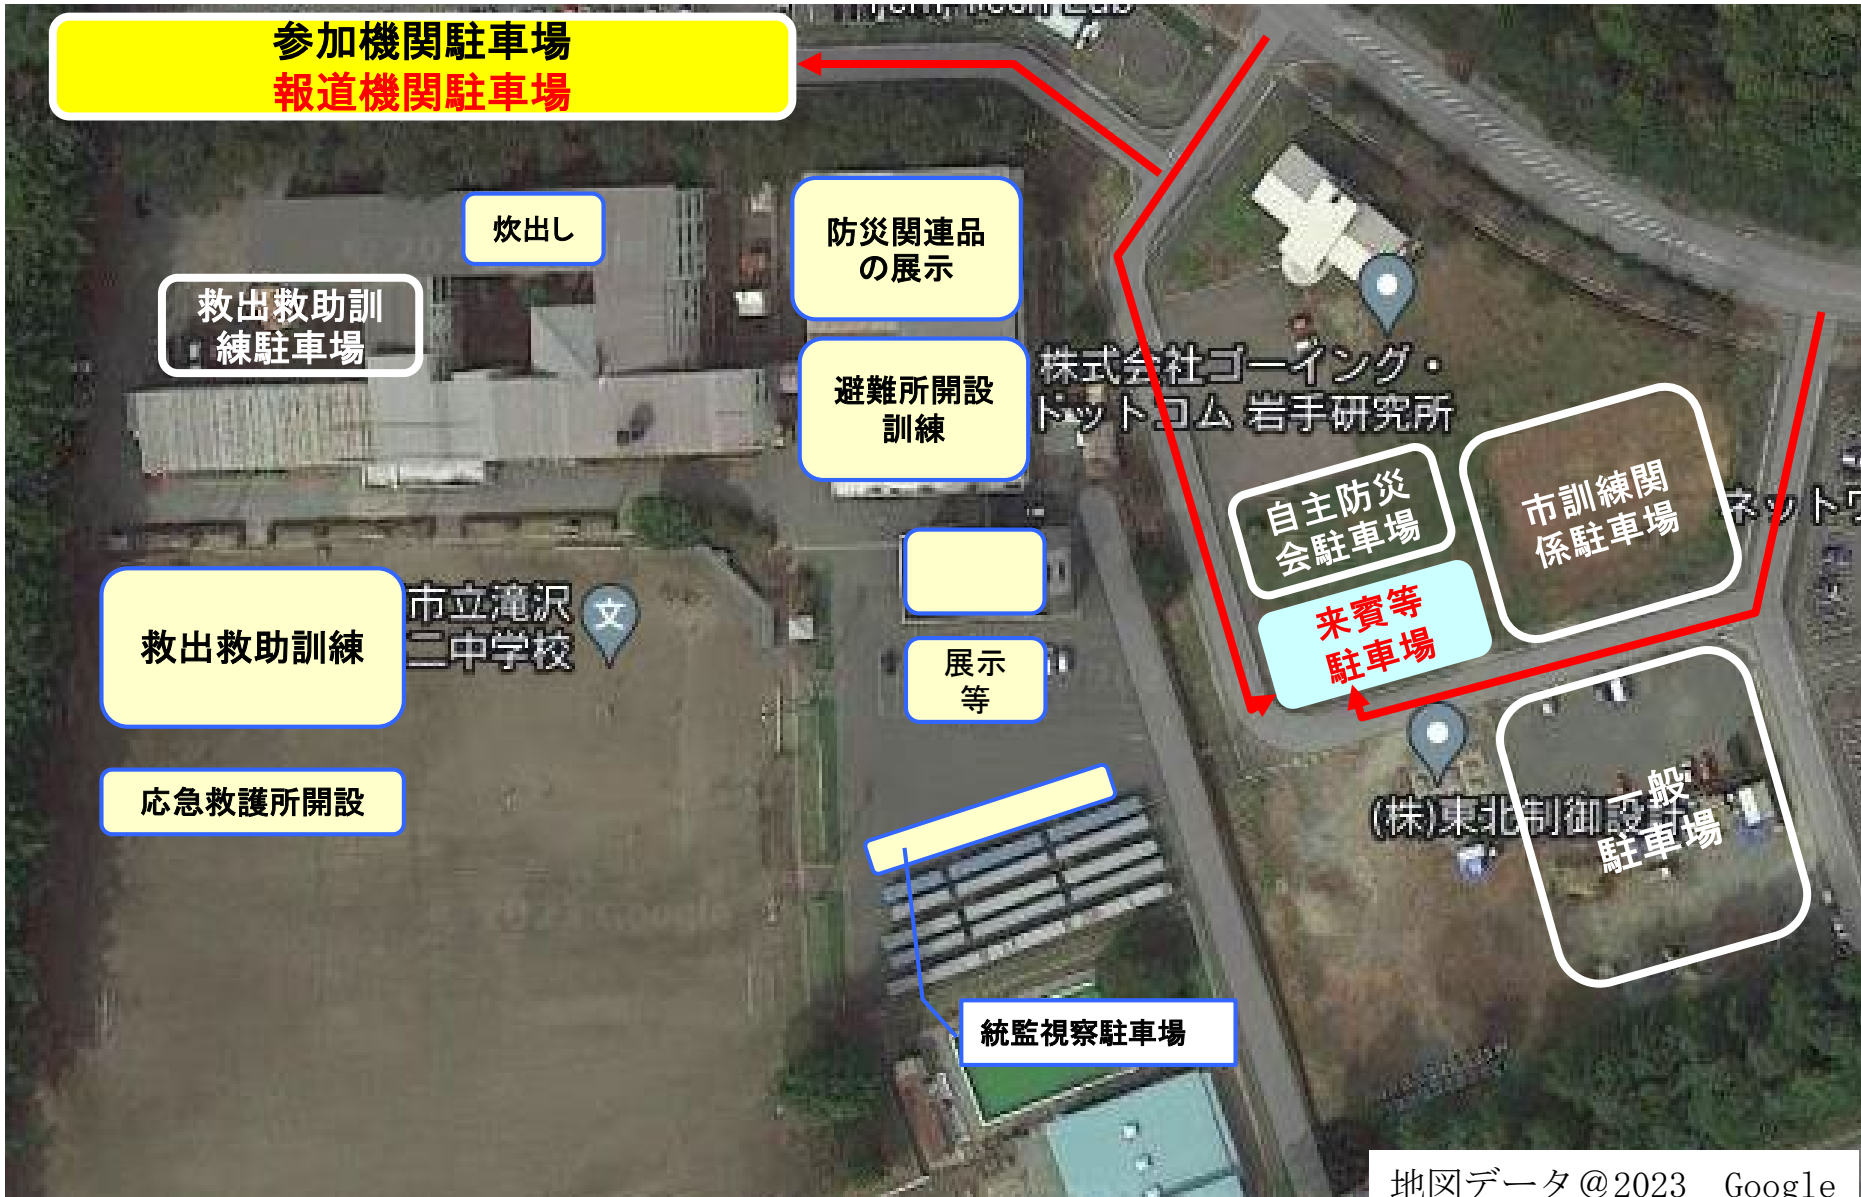 参加機関駐車場
報道機関駐車場
炊出し
防災関連品
の展示
救出救助訓
練駐車場
避難所開設
訓練
株式会社ゴーイング・
ドットコム 岩手研究所
自主防災
会駐車場
市訓練関
係駐車場
ネットワ
来賓等
駐車場
市立滝沢
二中学校
文
救出救助訓練
展示
等
応急救護所開設
(株)東北制御設計
一般
駐車場
統監視察駐車場
地図データ@2023 Google